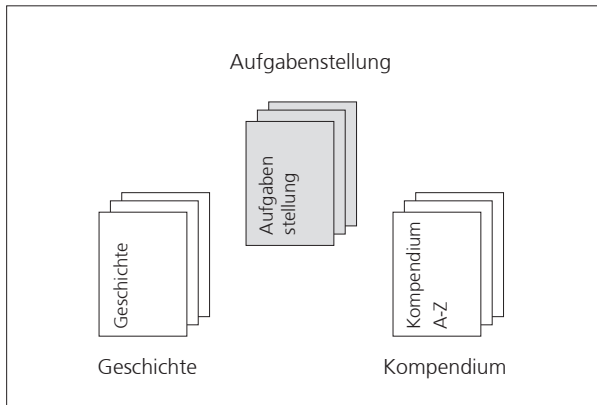 Aufgabenstellung
Aufgaben
stellung
Geschichte
Kompendium
A-Z
Geschichte
Kompendium